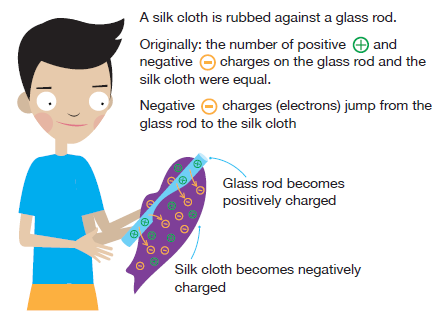 A silk cloth is rubbed against a glass rod.
Originally: the number of positive ⊕ and
negative ⊖ charges on the glass rod and the
silk cloth were equal.
Negative ⊖ charges (electrons) jump from the
glass rod to the silk cloth
Glass rod becomes
positively charged
Silk cloth becomes negatively
charged